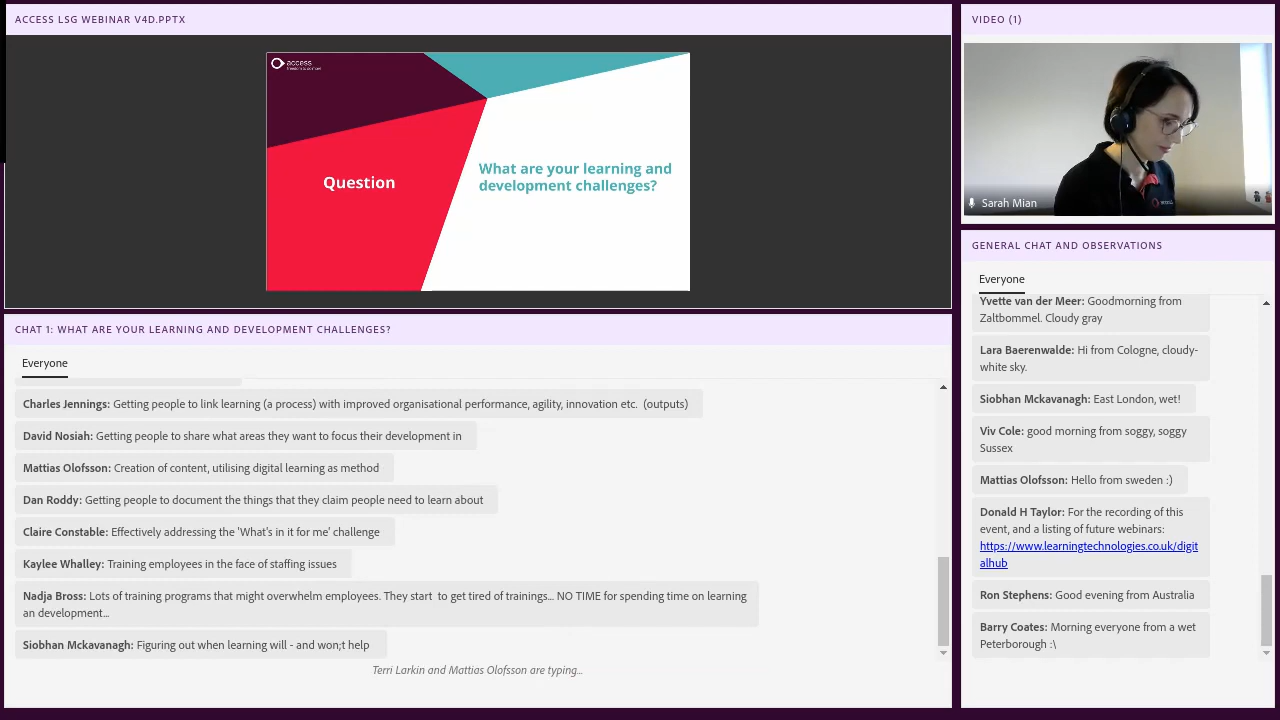 ACCESS LSG WEBINAR V4D.PPTX
access
Question
What are your learning and
development challenges?
VIDEO (1)
Sarah Mian
CHAT 1: WHAT ARE YOUR LEARNING AND DEVELOPMENT CHALLENGES?
Everyone
Charles Jennings: Getting people to link learning (a process) with improved organisational performance, agility, innovation etc.  (outputs)
David Nosiah: Getting people to share what areas they want to focus their development in
Mattias Olofsson: Creation of content, utilising digital learning as method
Dan Roddy: Getting people to document the things that they claim people need to learn about
Claire Constable: Effectively addressing the 'What's in it for me' challenge
Kaylee Whalley: Training employees in the face of staffing issues
Nadja Bross: Lots of training programs that might overwhelm employees. They start  to get tired of trainings... NO TIME for spending time on learning
an development...
Siobhan Mckavanagh: Figuring out when learning will - and won;t help
Terri Larkin and Mattias Olofsson are typing...
GENERAL CHAT AND OBSERVATIONS
Everyone
Yvette van der Meer: Goodmorning from
Zaltbommel. Cloudy gray
Lara Baerenwalde: Hi from Cologne, cloudy-
white sky.
Siobhan Mckavanagh: East London, wet!
Viv Cole: good morning from soggy, soggy
Sussex
Mattias Olofsson: Hello from sweden :)
Donald H Taylor: For the recording of this
event, and a listing of future webinars:
https://www.learningtechnologies.co.uk/digit
alhub
Ron Stephens: Good evening from Australia
Barry Coates: Morning everyone from a wet
Peterborough :\